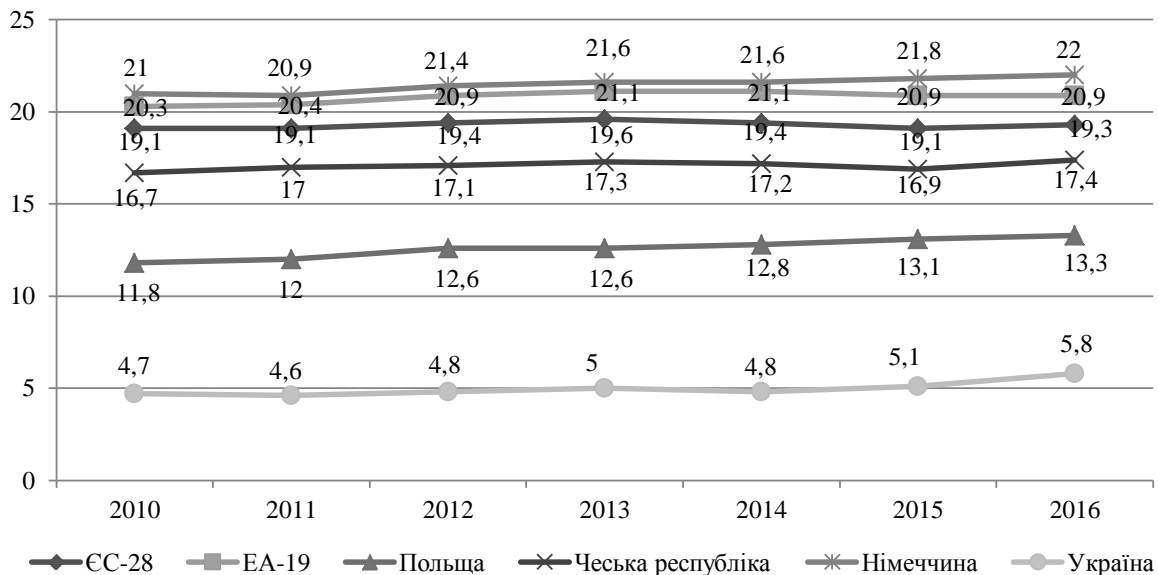 25
21 20,9 21,4 21,6 21,6 21,8 22
20
20,3 20,4 20,9 21,1 21,1 20,9 20,9
19,1 19,1 19,4 19,6 19,4 19,1 19,3
16,7 17 17,1 17,3 17,2 16,9 17,4
15
11,8 12 12,6 12,6 12,8 13,1 13,3
10
4,7 4,6 4,8 5 4,8 5,1 5,8
5
0
2010 2011 2012 2013 2014 2015 2016
ЄС-28 ЕА-19 Польща Чеська республіка Німеччина Україна